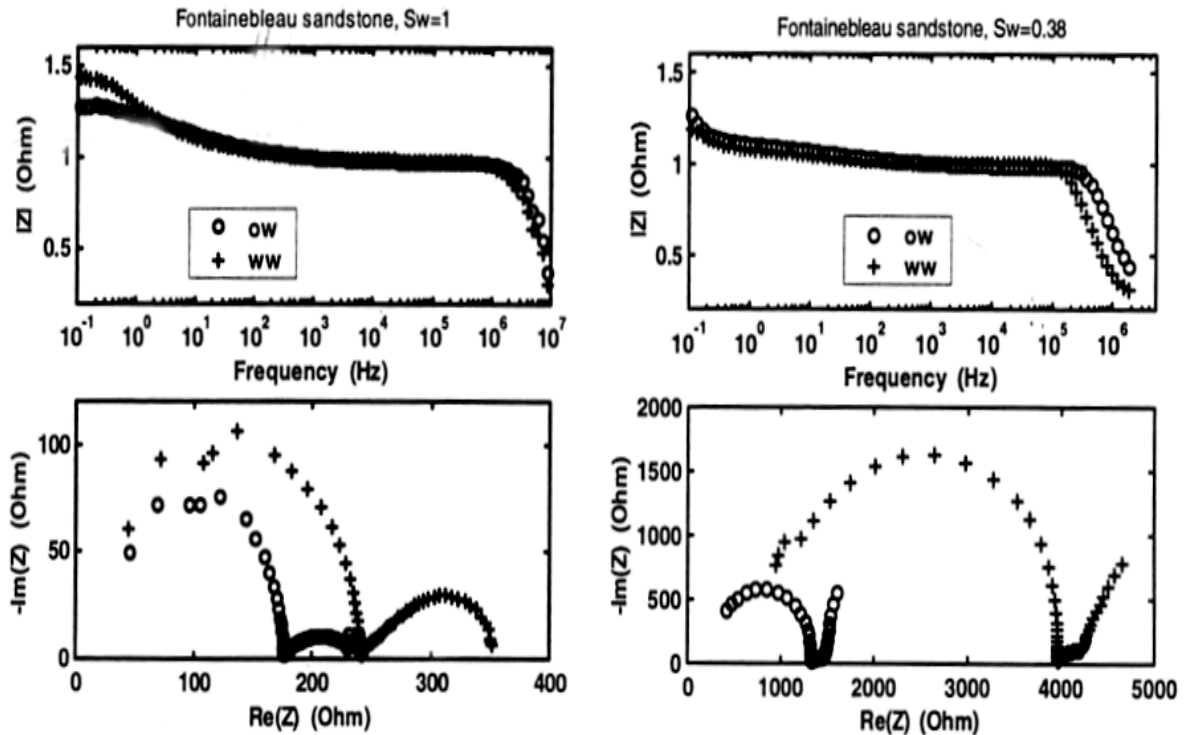 Fontainebleau sandstone, Sw=1
1.5
1
0.5
|Z| (Ohm)
o ow
+ ww
10^-1 10^0 10^1 10^2 10^3 10^4 10^5 10^6 10^7
Frequency (Hz)
Fontainebleau sandstone, Sw=0.38
1.5
1
0.5
|Z| (Ohm)
o ow
+ ww
10^-1 10^0 10^1 10^2 10^3 10^4 10^5 10^6
Frequency (Hz)
100
50
0
-Im(Z) (Ohm)
0 100 200 300 400
Re(Z) (Ohm)
2000
1500
1000
500
0
-Im(Z) (Ohm)
0 1000 2000 3000 4000 5000
Re(Z) (Ohm)